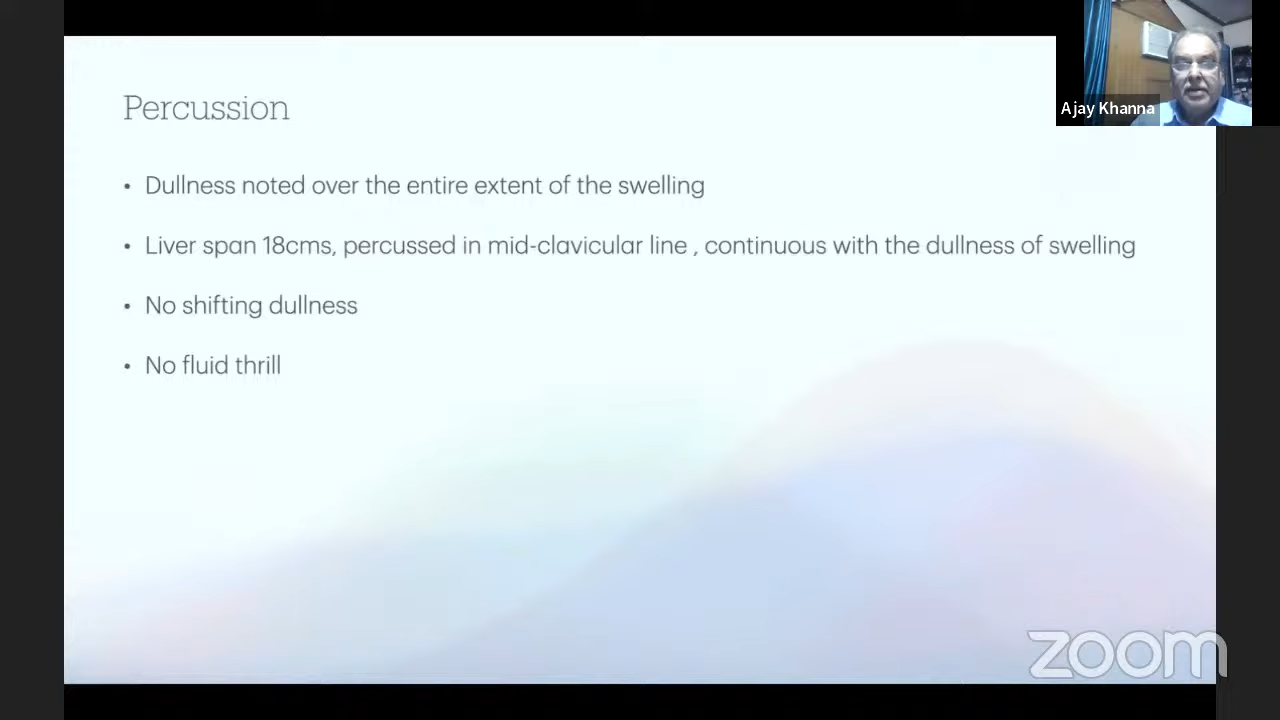 Percussion
Ajay Khanna
• Dullness noted over the entire extent of the swelling
• Liver span 18cms, percussed in mid-clavicular line , continuous with the dullness of swelling
• No shifting dullness
• No fluid thrill
zoom